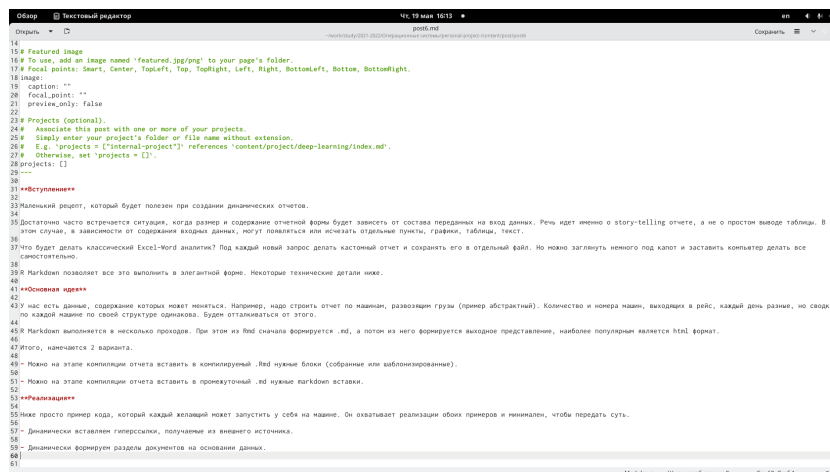 Обзор Текстовый редактор Чт, 19 мая 16:13 en
Открыть post6.md Сохранить
~/work/study/2021-2022/Операционные системы/personal-project-/content/post/post6
14
15 # Featured image
16 # To use, add an image named `featured.jpg/png` to your page's folder.
17 # Focal points: Smart, Center, TopLeft, Top, TopRight, Left, Right, BottomLeft, Bottom, BottomRight.
18 image:
19 caption: ""
20 focal_point: ""
21 preview_only: false
22
23 # Projects (optional).
24 # Associate this post with one or more of your projects.
25 # Simply enter your project's folder or file name without extension.
26 # E.g. `projects = ["internal-project"]` references `content/project/deep-learning/index.md`.
27 # Otherwise, set `projects = []`.
28 projects: []
29 ---
30
31 **Вступление**
32
33 Маленький рецепт, который будет полезен при создании динамических отчетов.
34
35 Достаточно часто встречается ситуация, когда размер и содержание отчетной формы будет зависеть от состава переданных на вход данных. Речь идет именно о story-telling отчете, а не о простом выводе таблицы. В
этом случае, в зависимости от содержания входных данных, могут появляться или исчезать отдельные пункты, графики, таблицы, текст.
36
37 Что будет делать классический Excel-Word аналитик? Под каждый новый запрос делать кастомный отчет и сохранять его в отдельный файл. Но можно заглянуть немного под капот и заставить компьютер делать все
самостоятельно.
38
39 R Markdown позволяет все это выполнить в элегантной форме. Некоторые технические детали ниже.
40
41 **Основная идея**
42
43 У нас есть данные, содержание которых может меняться. Например, надо строить отчет по машинам, развозящим грузы (пример абстрактный). Количество и номера машин, выходящих в рейс, каждый день разные, но сводк
по каждой машине по своей структуре одинакова. Будем отталкиваться от этого.
44
45 R Markdown выполняется в несколько проходов. При этом из Rmd сначала формируется .md, а потом из него формируется выходное представление, наиболее популярным является html формат.
46
47 Итого, намечаются 2 варианта.
48
49 - Можно на этапе компиляции отчета вставить в компилируемый .Rmd нужные блоки (собранные или шаблонизированные).
50
51 - Можно на этапе компиляции отчета вставить в промежуточный .md нужные markdown вставки.
52
53 **Реализация**
54
55 Ниже просто пример кода, который каждый желающий может запустить у себя на машине. Он охватывает реализации обоих примеров и минимален, чтобы передать суть.
56
57 - Динамически вставляем гиперссылки, получаемые из внешнего источника.
58
59 - Динамически формируем разделы документов на основании данных.
60
61